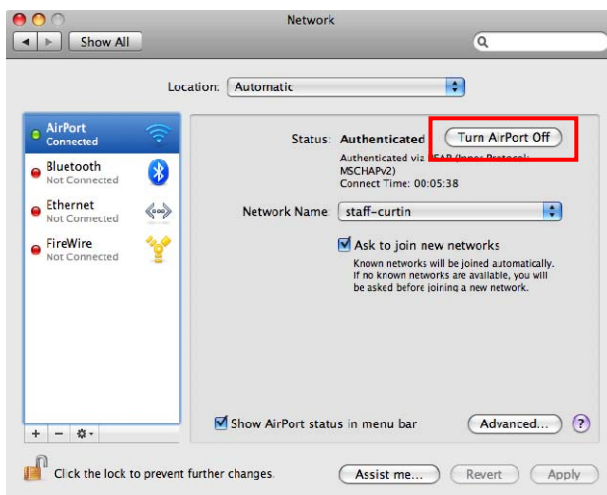 Network
Show All
Location: Automatic
AirPort
Connected
Bluetooth
Not Connected
Ethernet
Not Connected
FireWire
Not Connected
Status: Authenticated Turn AirPort Off
Authenticated via PEAP (Inner Protocol:
MSCHAPv2)
Connect Time: 00:05:38
Network Name staff-curtin
Ask to join new networks
Known networks will be joined automatically.
If no known networks are available, you will
be asked before joining a new network.
Show AirPort status in menu bar Advanced... ?
+ -
Click the lock to prevent further changes. Assist me... Revert Apply